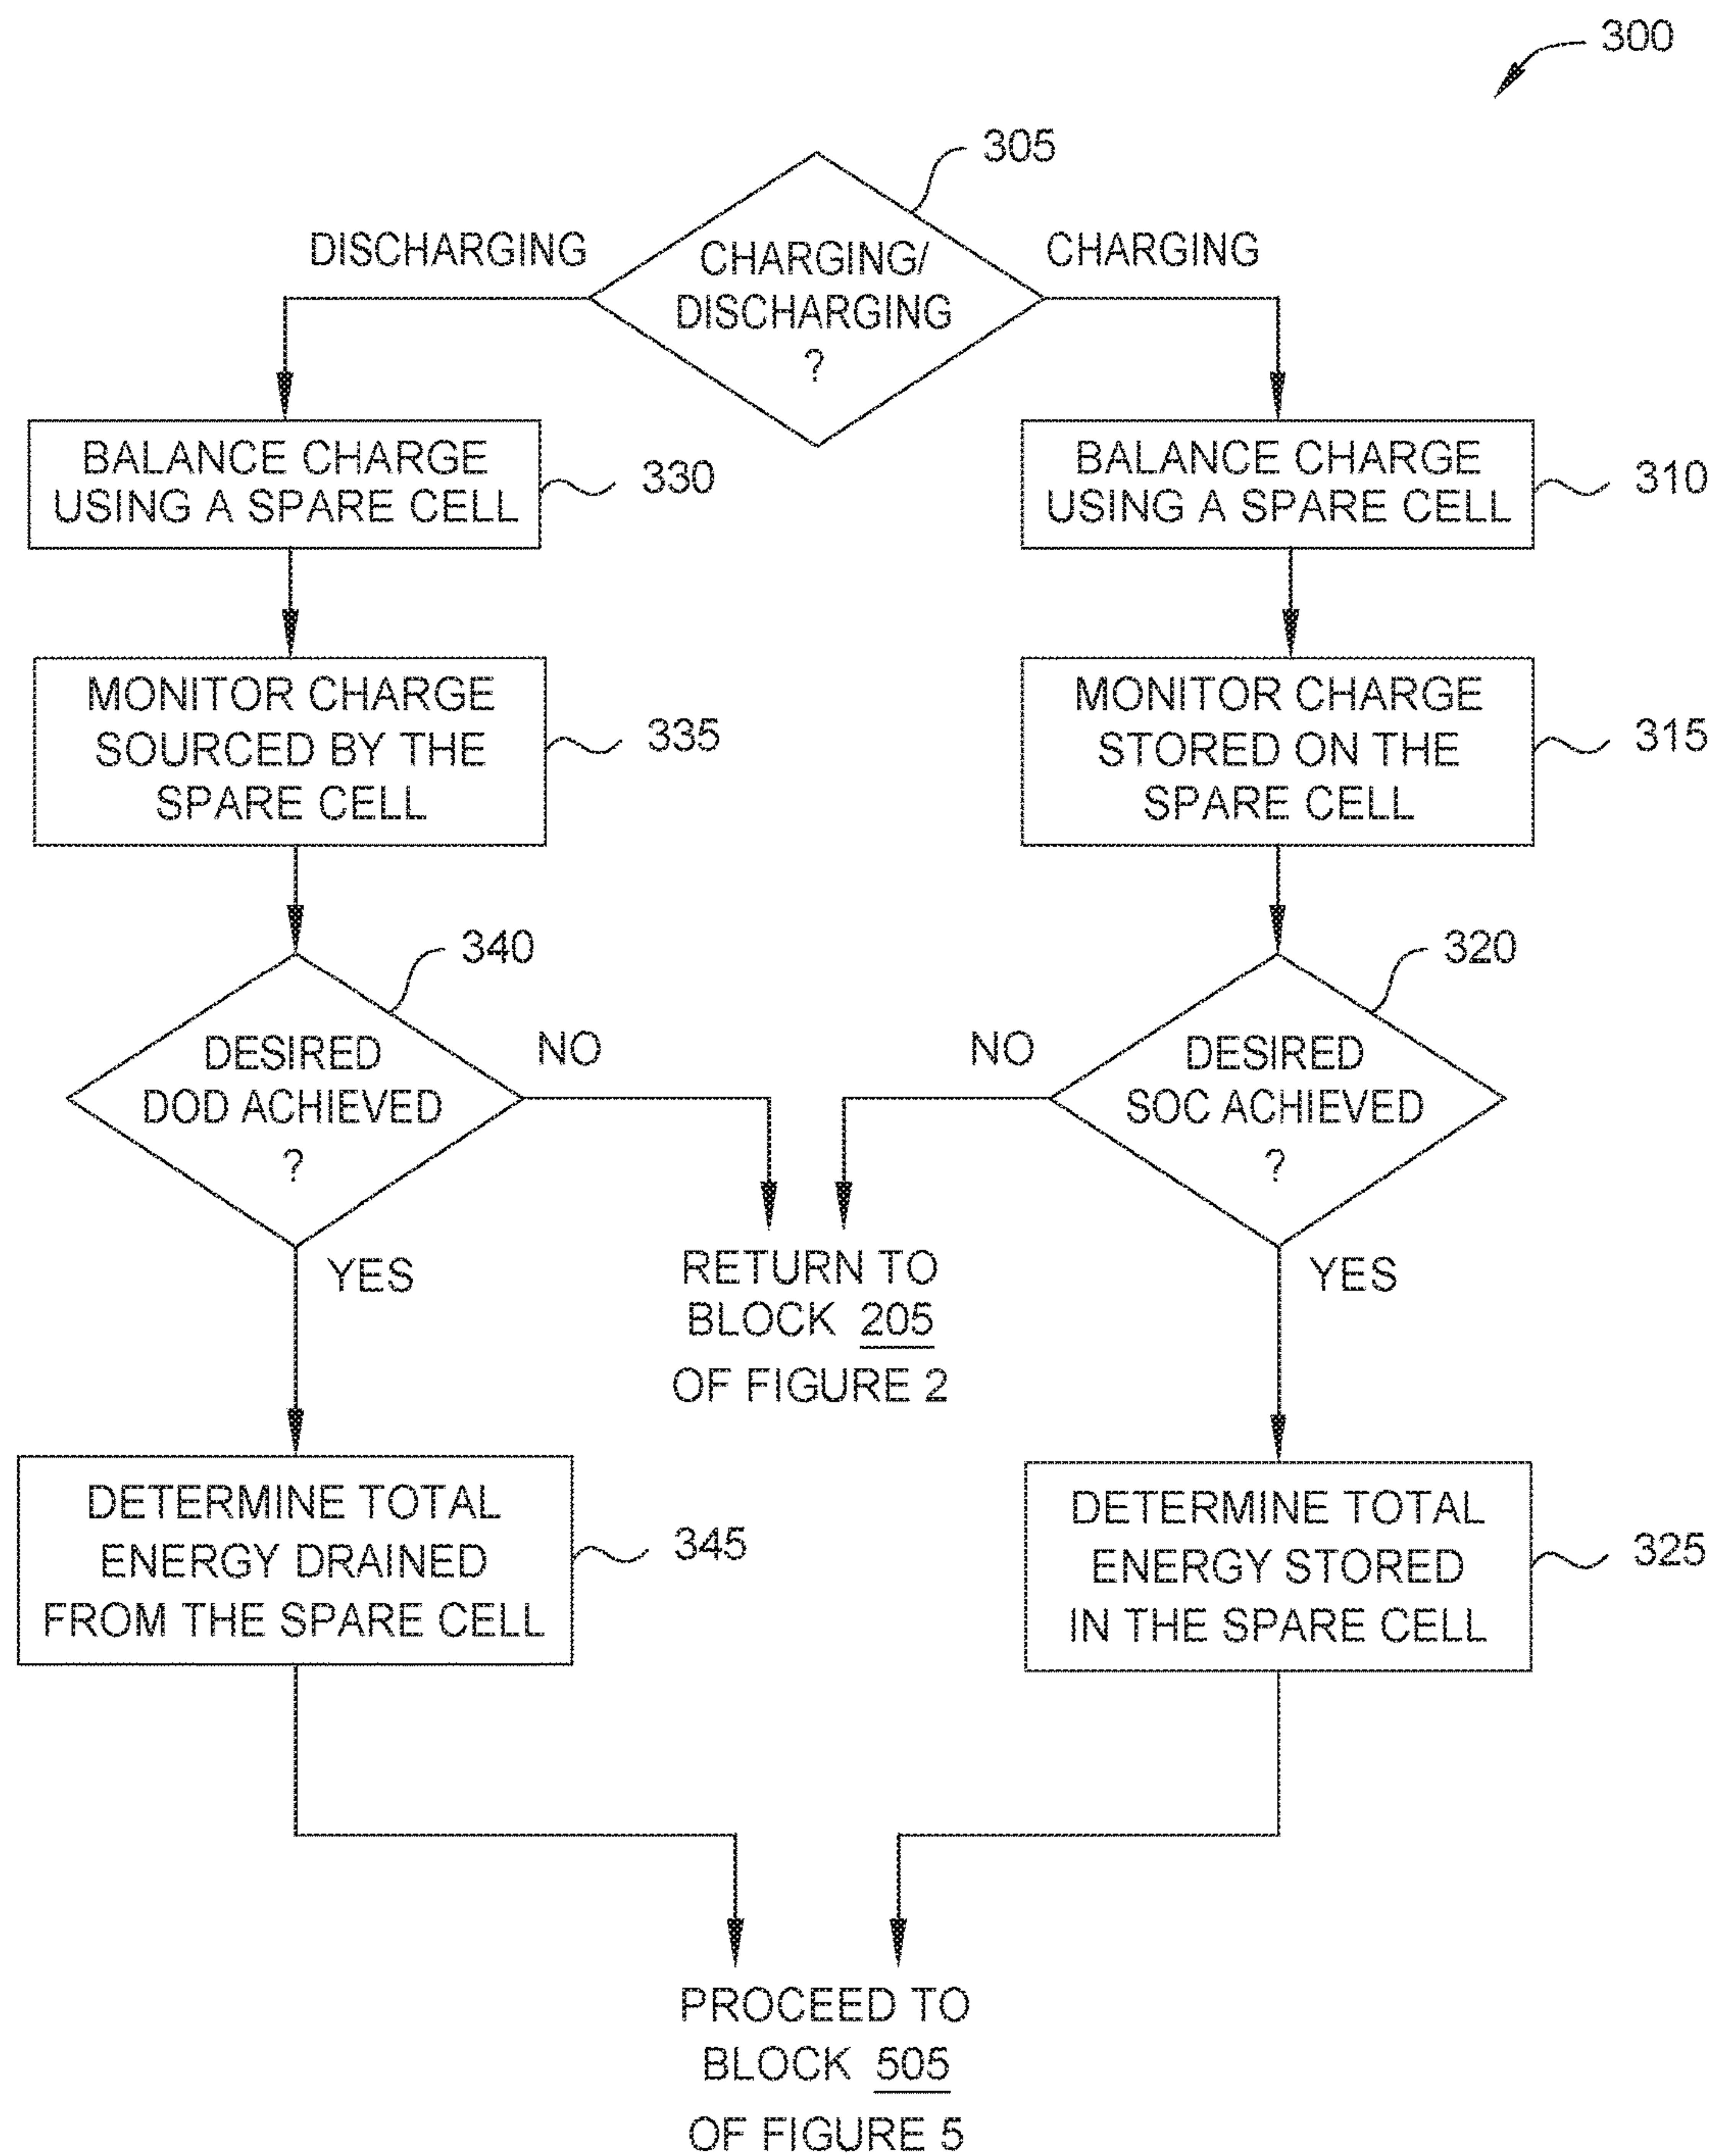 300
305
DISCHARGING
CHARGING
CHARGING/
DISCHARGING
?
BALANCE CHARGE
USING A SPARE CELL
330
BALANCE CHARGE
USING A SPARE CELL
310
MONITOR CHARGE
SOURCED BY THE
SPARE CELL
335
MONITOR CHARGE
STORED ON THE
SPARE CELL
315
340
320
DESIRED
DOD ACHIEVED
?
NO
NO
DESIRED
SOC ACHIEVED
?
YES
YES
RETURN TO
BLOCK 205
OF FIGURE 2
DETERMINE TOTAL
ENERGY DRAINED
FROM THE SPARE CELL
345
DETERMINE TOTAL
ENERGY STORED
IN THE SPARE CELL
325
PROCEED TO
BLOCK 505
OF FIGURE 5